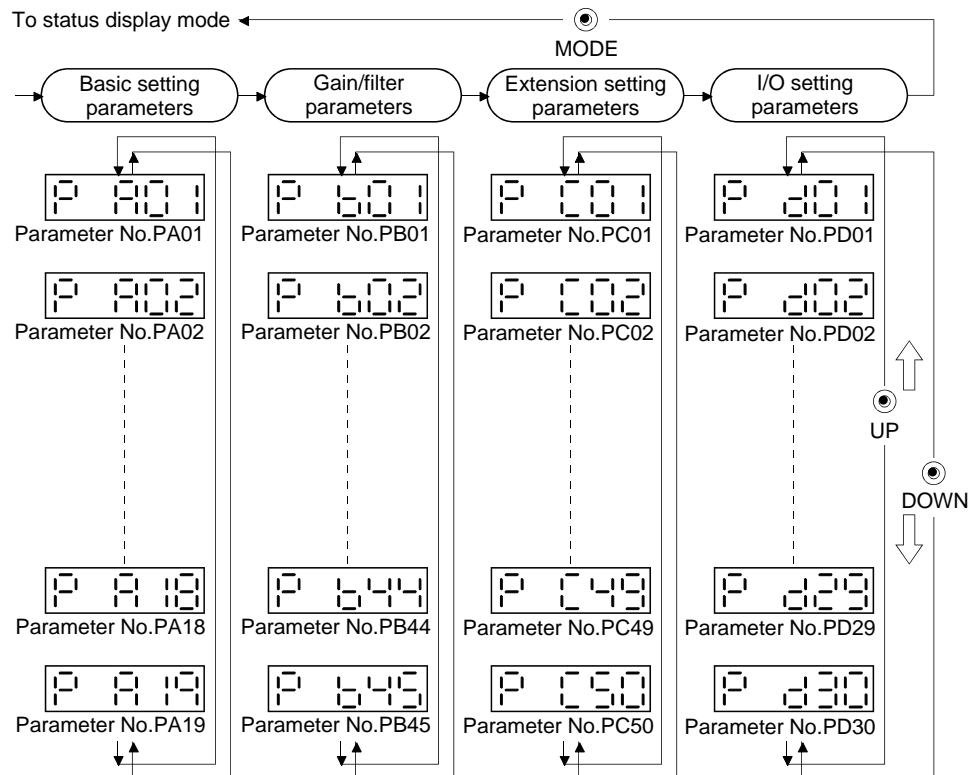 To status display mode
MODE
Basic setting
parameters
Gain/filter
parameters
Extension setting
parameters
I/O setting
parameters
P A01
P b01
P C01
P d01
Parameter No.PA01
Parameter No.PB01
Parameter No.PC01
Parameter No.PD01
P A02
P b02
P C02
P d02
Parameter No.PA02
Parameter No.PB02
Parameter No.PC02
Parameter No.PD02
UP
DOWN
P A18
P b44
P C49
P d29
Parameter No.PA18
Parameter No.PB44
Parameter No.PC49
Parameter No.PD29
P A19
P b45
P C50
P d30
Parameter No.PA19
Parameter No.PB45
Parameter No.PC50
Parameter No.PD30